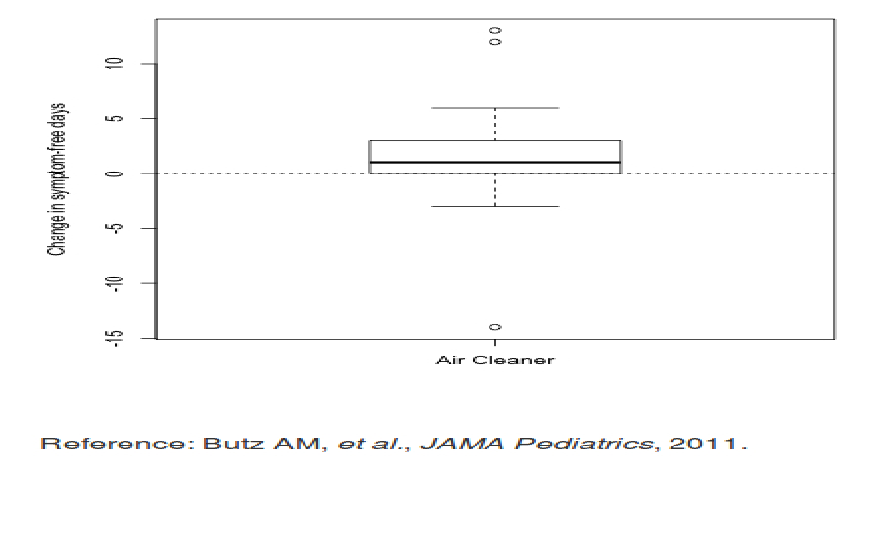 Change in symptom-free days
10
5
0
-5
-10
-15
Air Cleaner
Reference: Butz AM, et al., JAMA Pediatrics, 2011.